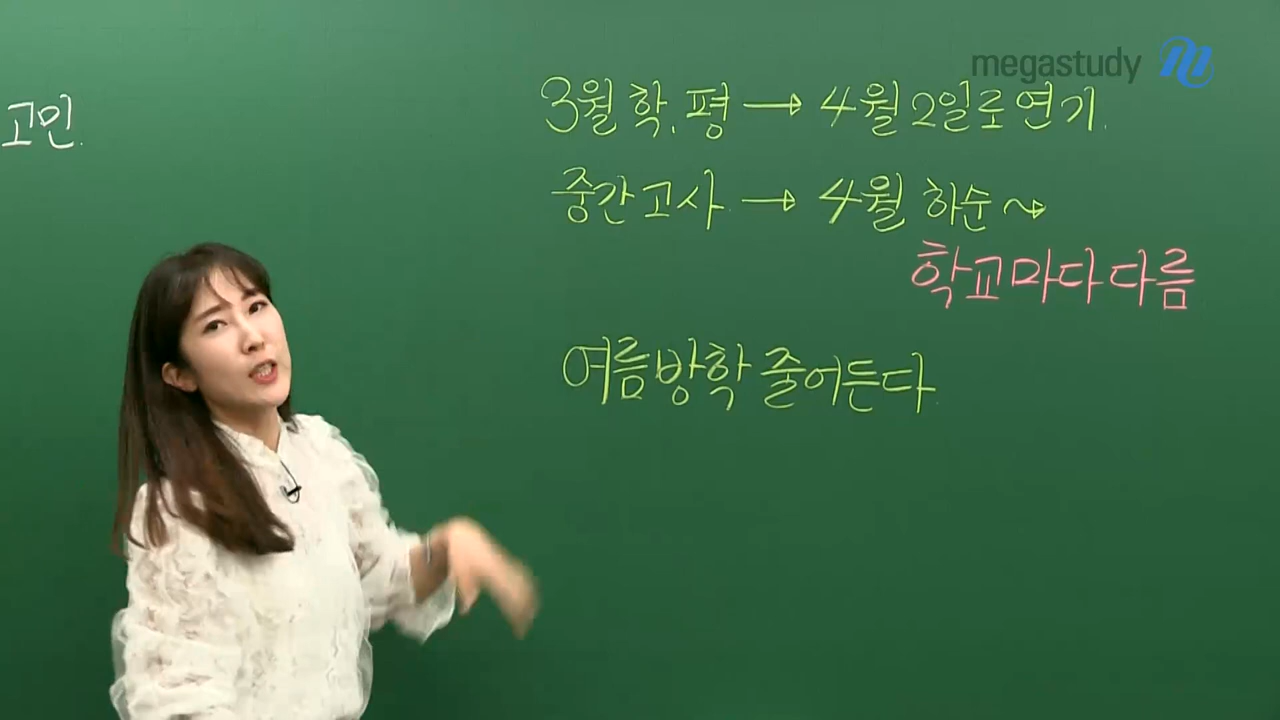 megastudy
고민.
3월 학.평 → 4월 2일로 연기.
중간고사 → 4월 하순 ~
학교마다 다름
여름방학 줄어든다.